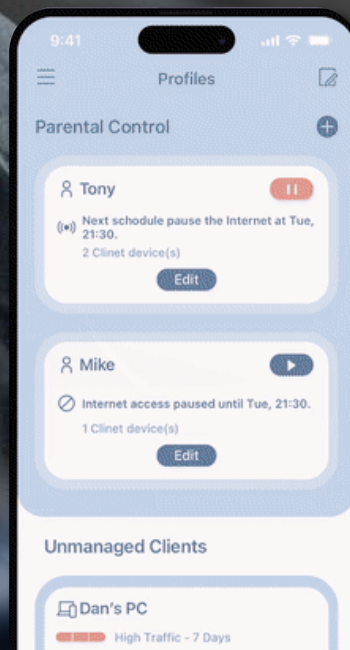 9:41
Profiles
Parental Control
Tony
Next schodule pause the Internet at Tue,
21:30.
2 Clinet device(s)
Edit
Mike
Internet access paused until Tue, 21:30.
1 Clinet device(s)
Edit
Unmanaged Clients
Dan's PC
High Traffic - 7 Days